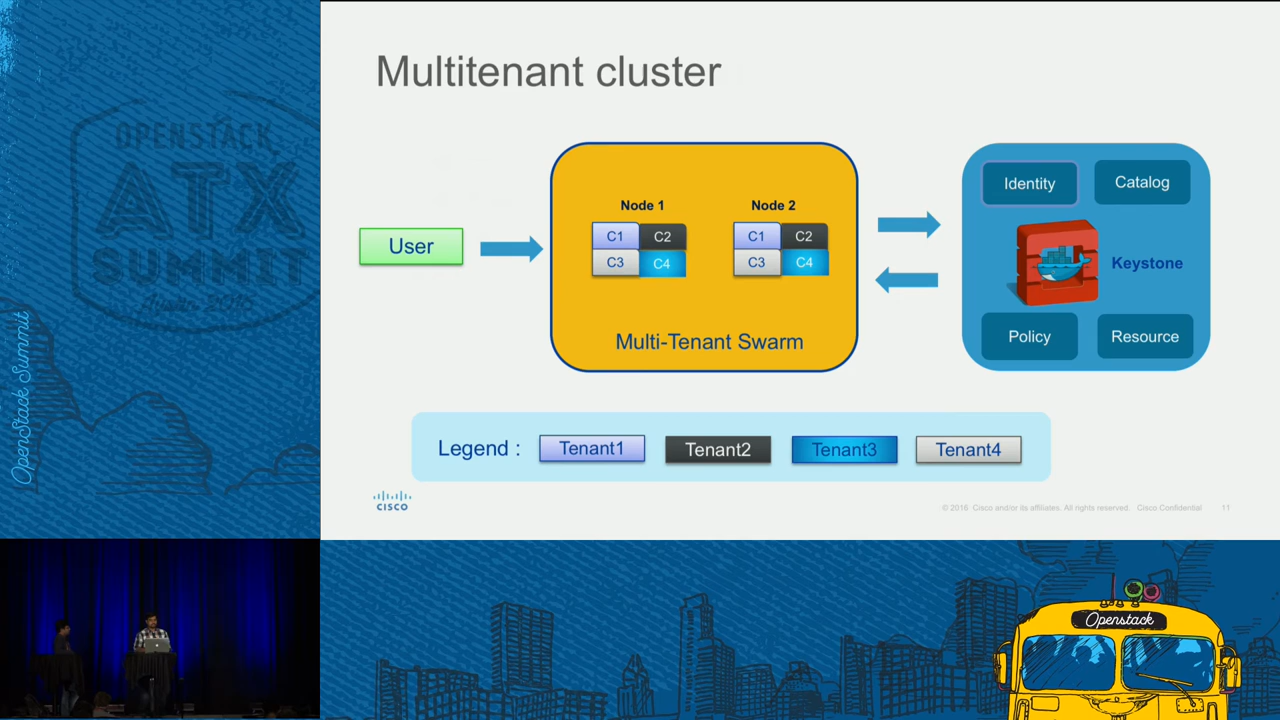 OPENSTACK
ATX
SUMMIT
Austin 2016
OpenStack Summit
Multitenant cluster
User
Node 1
C1 C2
C3 C4
Node 2
C1 C2
C3 C4
Multi-Tenant Swarm
Identity
Catalog
Keystone
Policy
Resource
Legend :
Tenant1
Tenant2
Tenant3
Tenant4
CISCO
© 2016 Cisco and/or its affiliates. All rights reserved. Cisco Confidential 11
Openstack